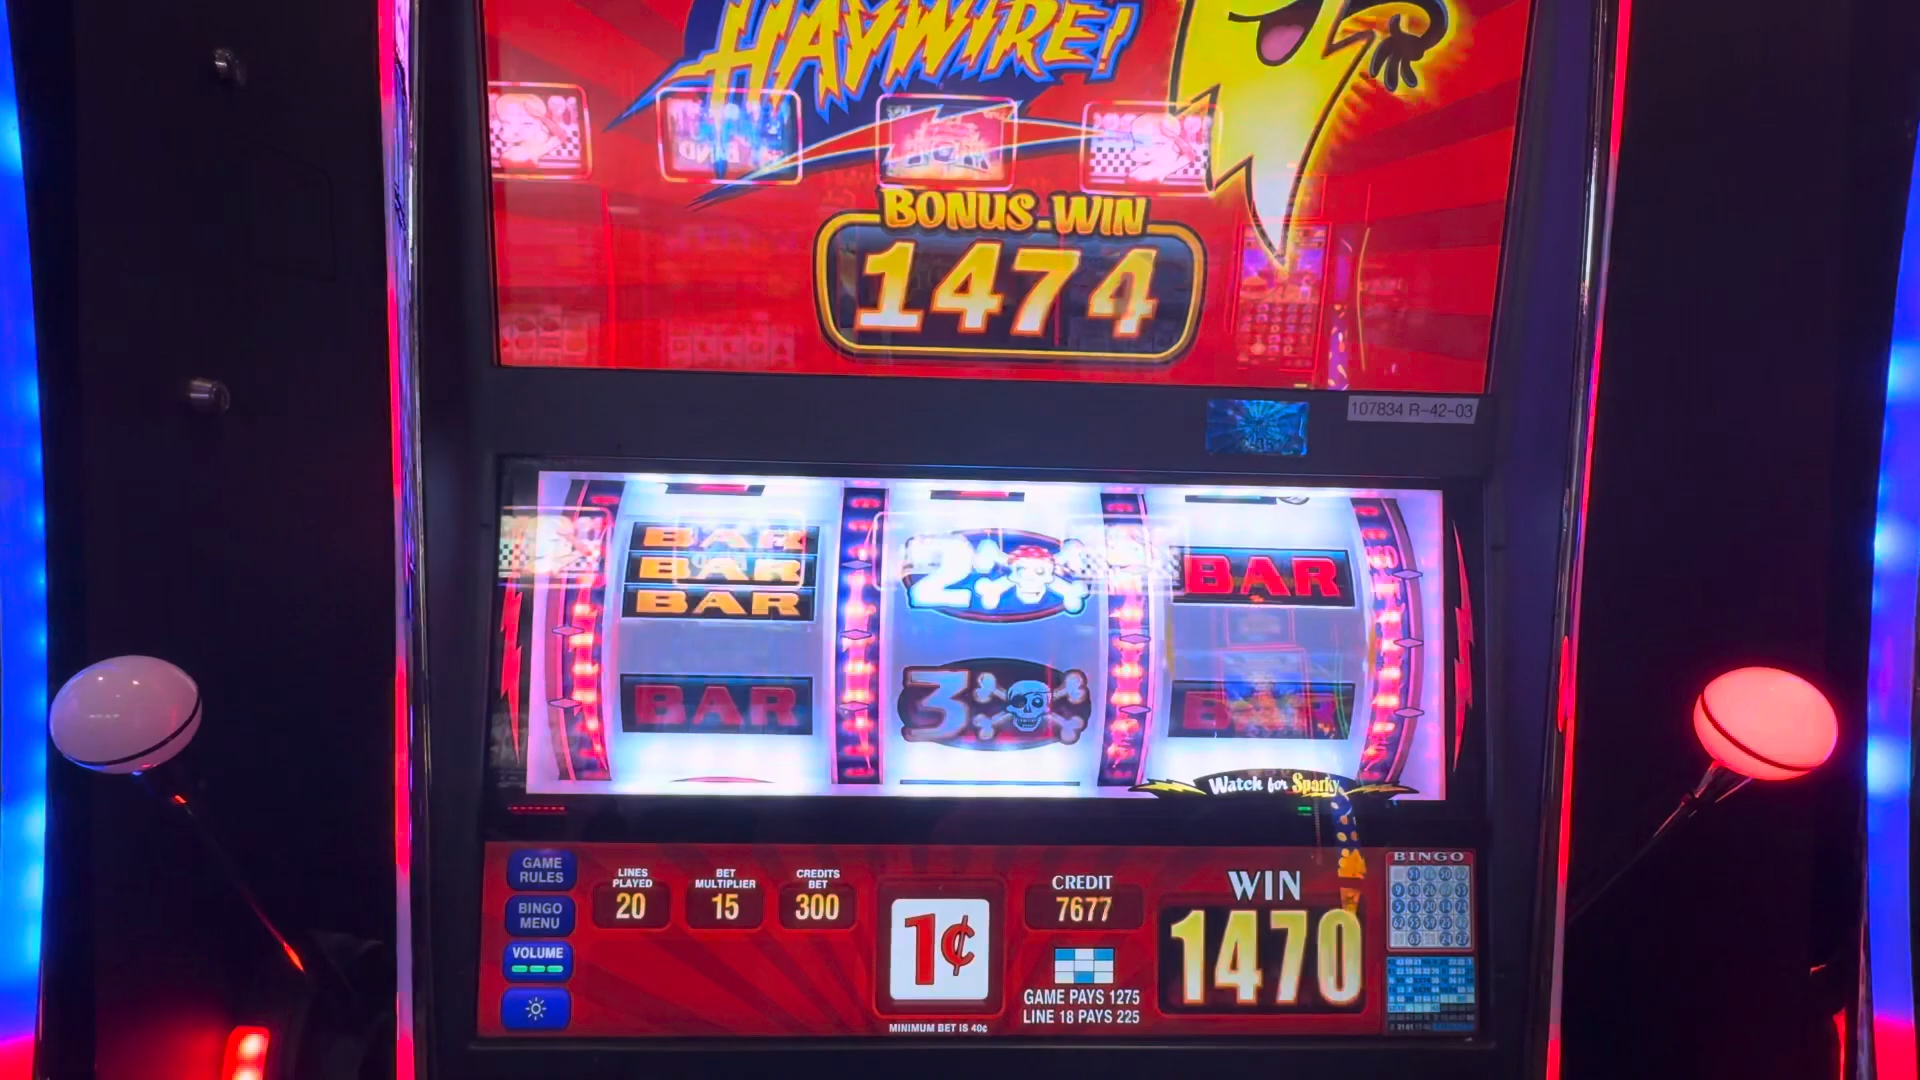 HAYWIRE!
BONUS WIN
1474
107834 R-42-03
BAR
BAR
BAR
2
BAR
BAR
3
BAR
Watch for Sparky
GAME RULES
BINGO MENU
VOLUME
LINES PLAYED
20
BET MULTIPLIER
15
CREDITS BET
300
1¢
MINIMUM BET IS 40¢
CREDIT
7677
GAME PAYS 1275
LINE 18 PAYS 225
WIN
1470
BINGO